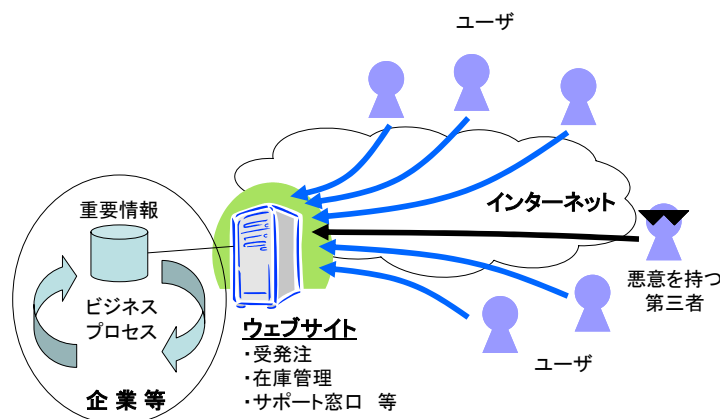 ユーザ
インターネット
重要情報
悪意を持つ
第三者
ビジネス
プロセス
ウェブサイト
・受発注
・在庫管理
・サポート窓口 等
ユーザ
企 業 等